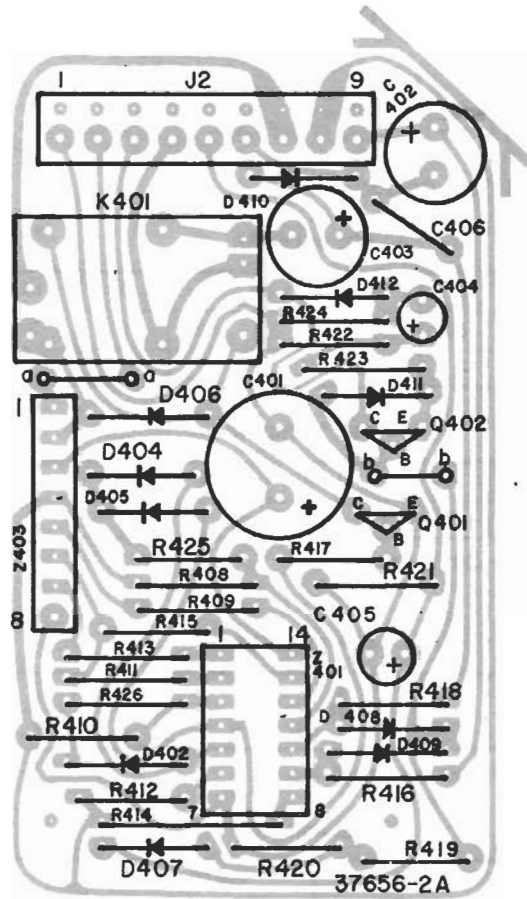 1 J2 9
C 402
D410
K401
C403
C406
D412
C404
R424
R422
R423
a a
C401
D411
1
D406
C E Q402
B
D404
b b
D405
C E Q401
B
Z403
R425
R417
R408
R421
R409
8
R415
C405
1 14
R413
Z401
R411
R426
R418
R410
D408
D409
D402
R416
R412
7 8
R414
D407
R420
R419
37656-2A